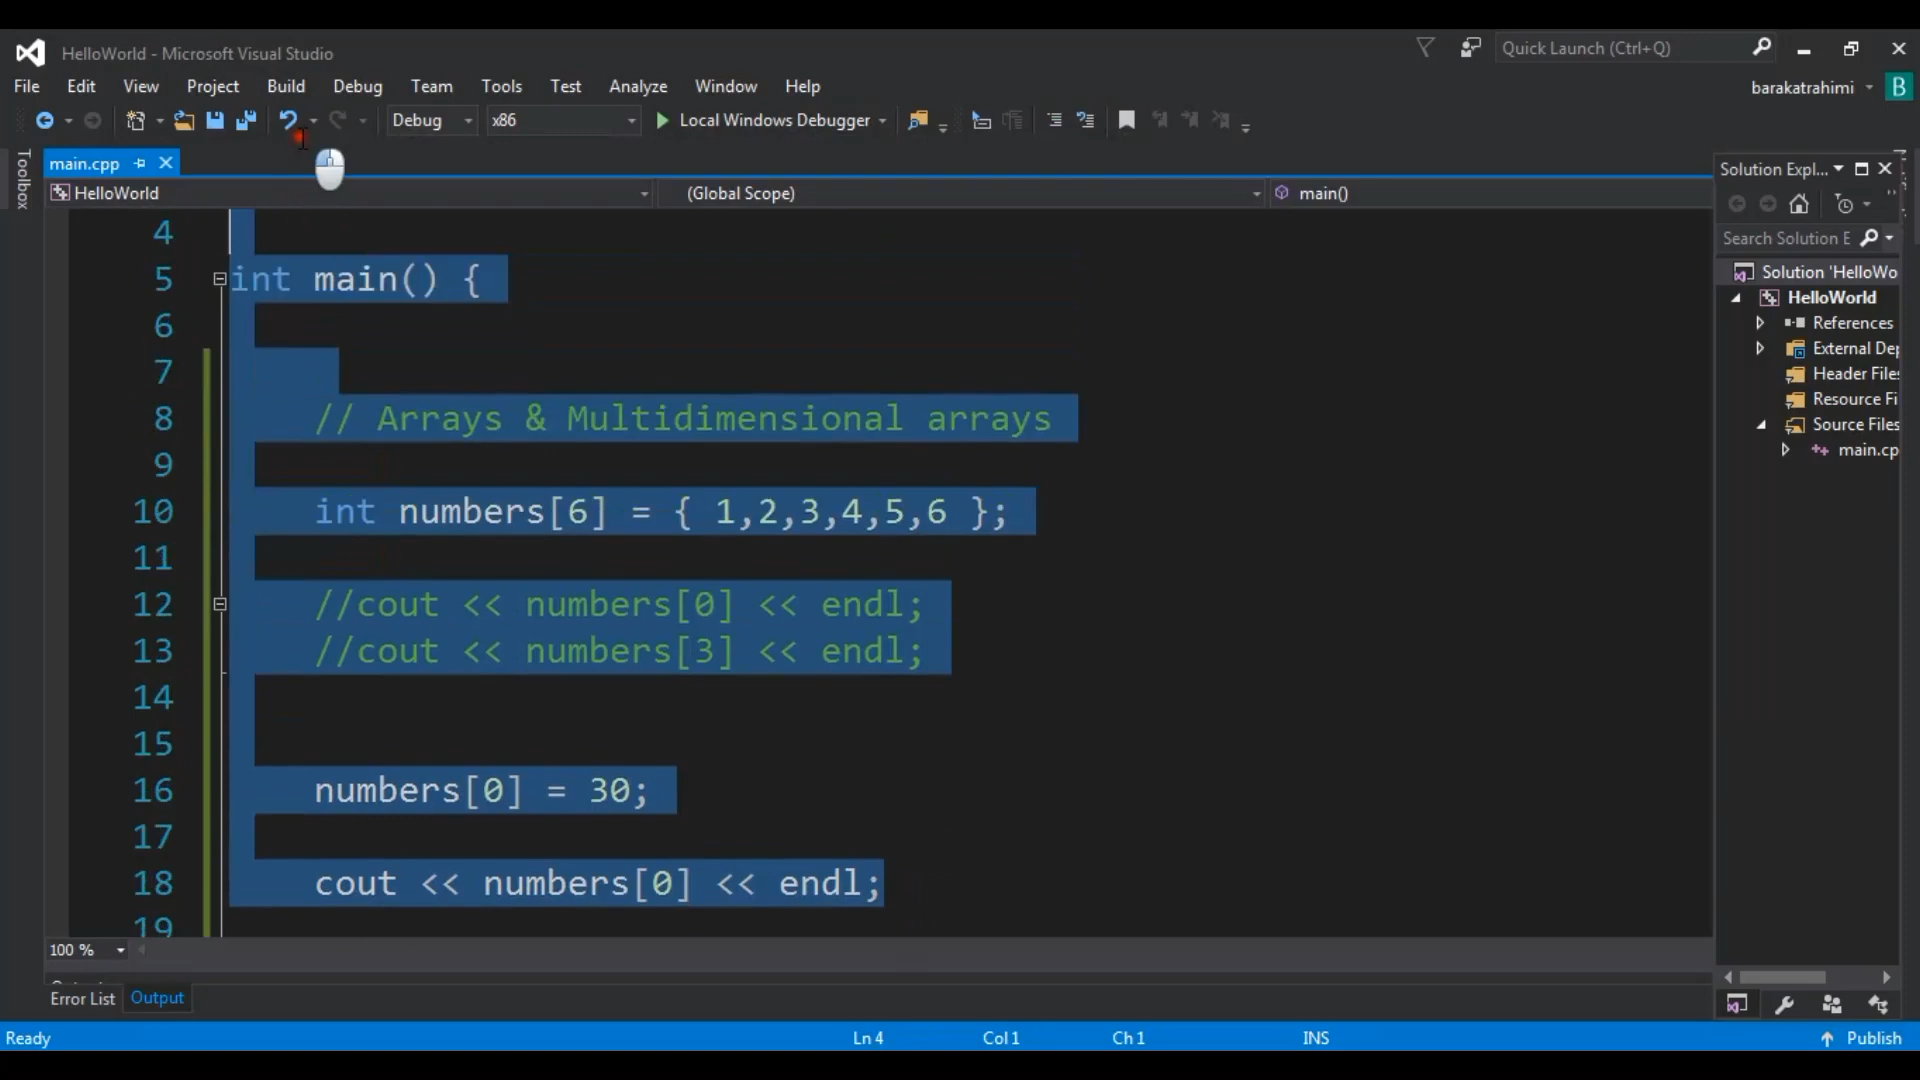 HelloWorld - Microsoft Visual Studio
Quick Launch (Ctrl+Q)
File Edit View Project Build Debug Team Tools Test Analyze Window Help
barakatrahimi B
Debug x86 Local Windows Debugger
Toolbox
main.cpp
HelloWorld (Global Scope) main()
4
5 int main() {
6
7
8 // Arrays & Multidimensional arrays
9
10 int numbers[6] = { 1,2,3,4,5,6 };
11
12 //cout << numbers[0] << endl;
13 //cout << numbers[3] << endl;
14
15
16 numbers[0] = 30;
17
18 cout << numbers[0] << endl;
19
100 %
Solution Expl...
Search Solution E
Solution 'HelloWo
HelloWorld
References
External Dep
Header Files
Resource Fi
Source Files
main.cp
Error List Output
Ready Ln 4 Col 1 Ch 1 INS Publish